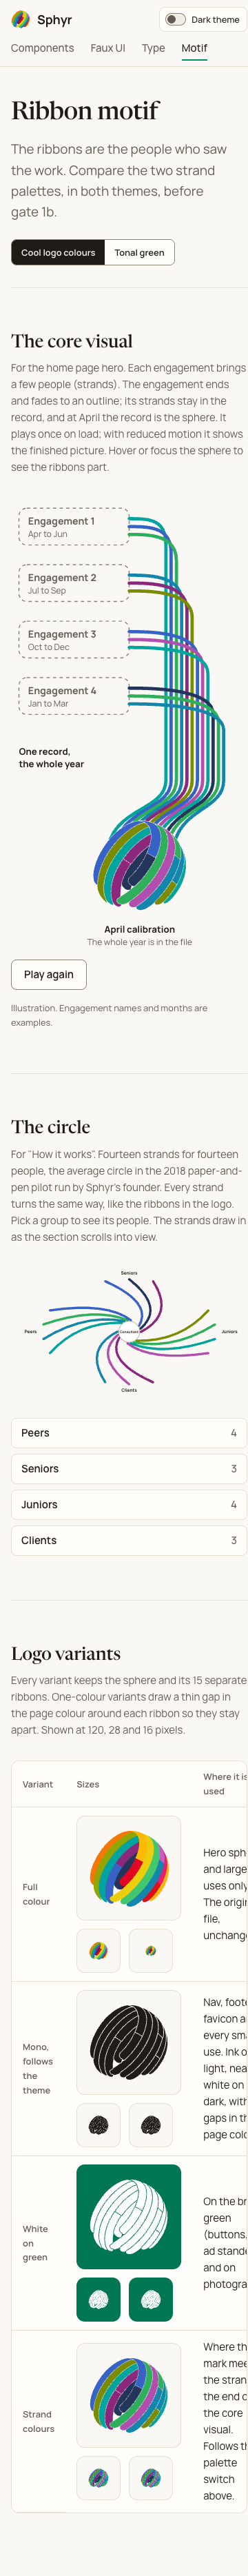 Sphyr
Dark theme
Components Faux UI Type Motif
Ribbon motif
The ribbons are the people who saw
the work. Compare the two strand
palettes, in both themes, before
gate 1b.
Cool logo colours Tonal green
The core visual
For the home page hero. Each engagement brings
a few people (strands). The engagement ends
and fades to an outline; its strands stay in the
record, and at April the record is the sphere. It
plays once on load; with reduced motion it shows
the finished picture. Hover or focus the sphere to
see the ribbons part.
Engagement 1
Apr to Jun
Engagement 2
Jul to Sep
Engagement 3
Oct to Dec
Engagement 4
Jan to Mar
One record,
the whole year
April calibration
The whole year is in the file
Play again
Illustration. Engagement names and months are
examples.
The circle
For "How it works". Fourteen strands for fourteen
people, the average circle in the 2018 paper-and-
pen pilot run by Sphyr's founder. Every strand
turns the same way, like the ribbons in the logo.
Pick a group to see its people. The strands draw in
as the section scrolls into view.
Seniors
Peers
Consultant
Juniors
Clients
Peers 4
Seniors 3
Juniors 4
Clients 3
Logo variants
Every variant keeps the sphere and its 15 separate
ribbons. One-colour variants draw a thin gap in
the page colour around each ribbon so they stay
apart. Shown at 120, 28 and 16 pixels.
Variant Sizes Where it is
used
Full
colour
Hero sph
and large
uses only
The origin
file,
unchange
Mono,
follows
the
theme
Nav, foote
favicon a
every sma
use. Ink o
light, nea
white on
dark, with
gaps in th
page colo
White
on
green
On the br
green
(buttons,
ad stande
and on
photogra
Strand
colours
Where th
mark mee
the stran
the end o
the core
visual.
Follows th
palette
switch
above.